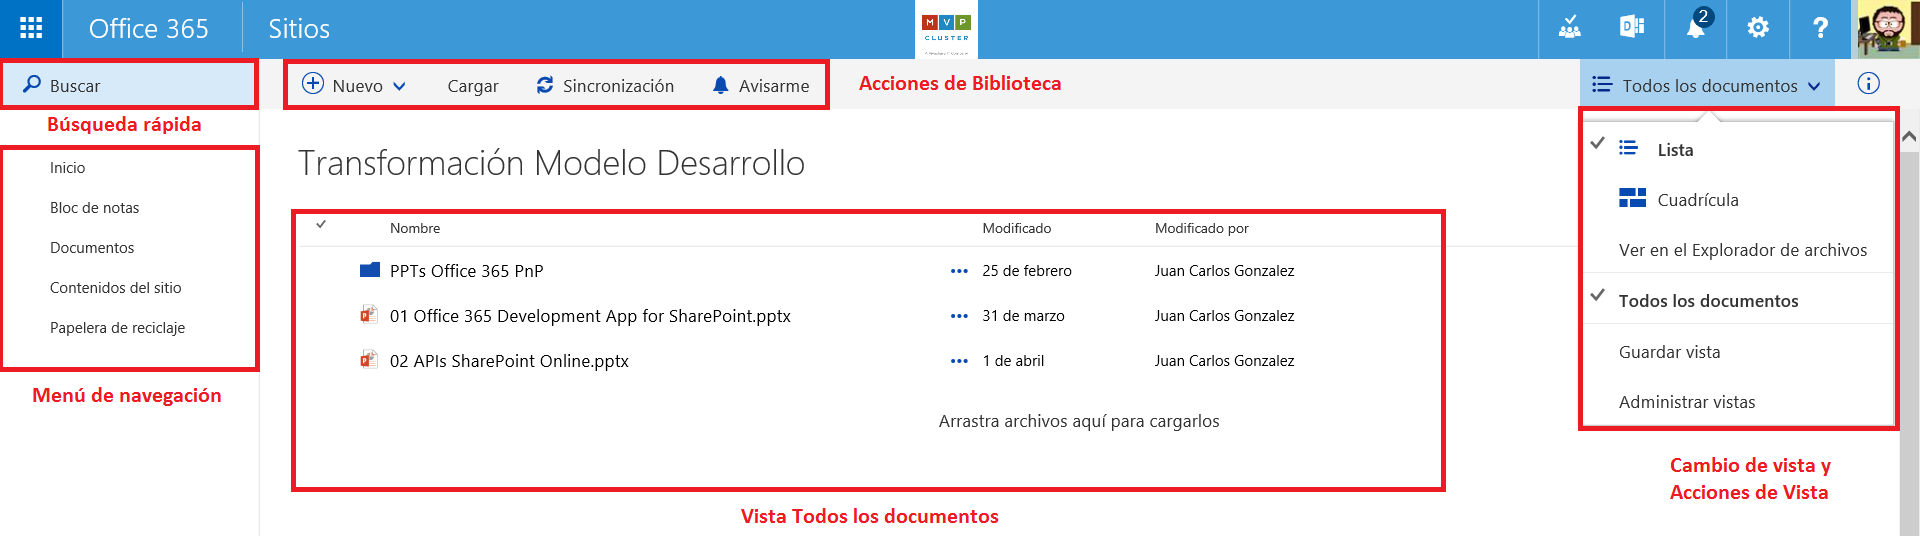 Office 365
Sitios
M V P
CLUSTER
2
?
Buscar
Nuevo
Cargar
Sincronización
Avisarme
Acciones de Biblioteca
Todos los documentos
Búsqueda rápida
Inicio
Bloc de notas
Documentos
Contenidos del sitio
Papelera de reciclaje
Menú de navegación
Transformación Modelo Desarrollo
Nombre Modificado Modificado por
PPTs Office 365 PnP ••• 25 de febrero Juan Carlos Gonzalez
01 Office 365 Development App for SharePoint.pptx ••• 31 de marzo Juan Carlos Gonzalez
02 APIs SharePoint Online.pptx ••• 1 de abril Juan Carlos Gonzalez
Arrastra archivos aquí para cargarlos
Vista Todos los documentos
Lista
Cuadrícula
Ver en el Explorador de archivos
Todos los documentos
Guardar vista
Administrar vistas
Cambio de vista y
Acciones de Vista